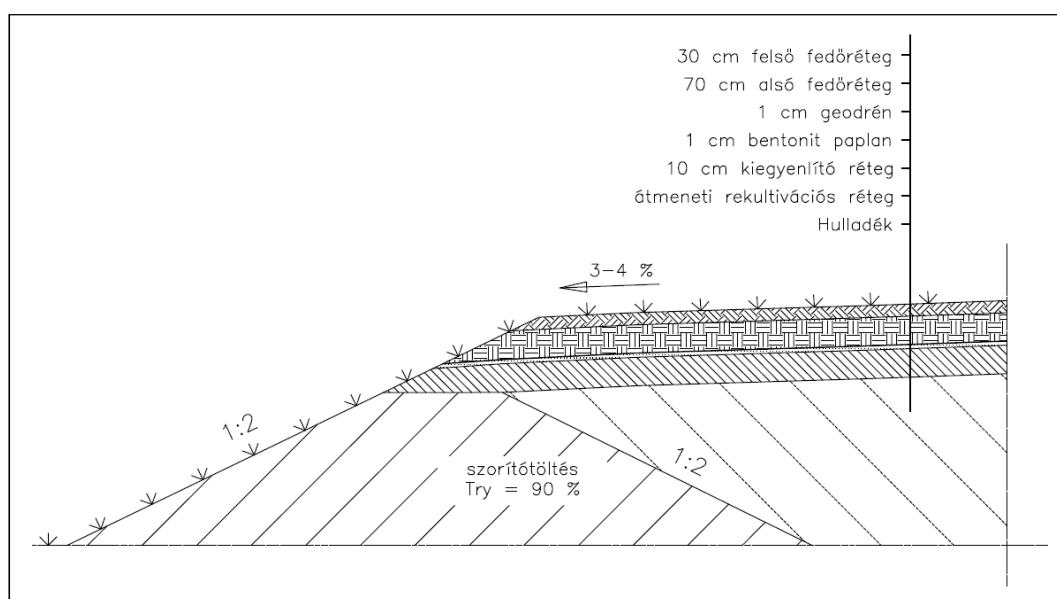 30 cm felső fedőréteg
70 cm alsó fedőréteg
1 cm geodrén
1 cm bentonit paplan
10 cm kiegyenlítő réteg
átmeneti rekultivációs réteg
Hulladék
3-4 %
1:2
1:2
szorítótöltés
Try = 90 %